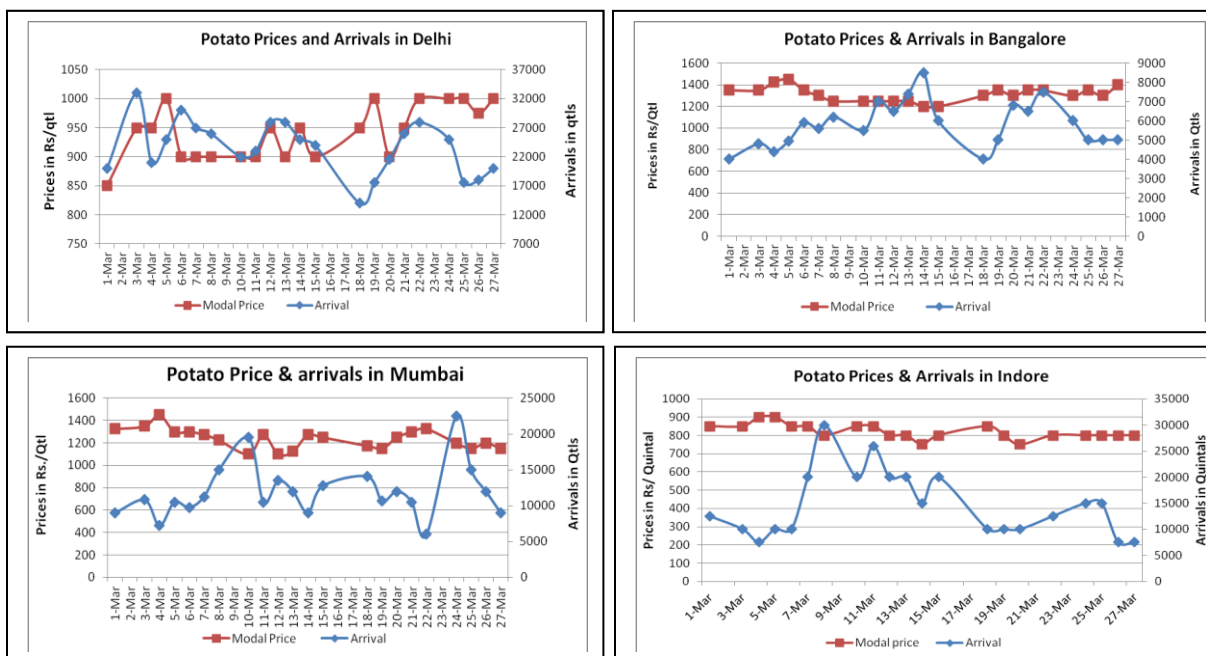 Potato Prices and Arrivals in Delhi
Prices in Rs/qtl
1050
1000
950
900
850
800
750
37000
32000
27000
22000
17000
12000
7000
Arrivals in qtls
1-Mar
2-Mar
3-Mar
4-Mar
5-Mar
6-Mar
7-Mar
8-Mar
9-Mar
10-Mar
11-Mar
12-Mar
13-Mar
14-Mar
15-Mar
16-Mar
17-Mar
18-Mar
19-Mar
20-Mar
21-Mar
22-Mar
23-Mar
24-Mar
25-Mar
26-Mar
27-Mar
Modal Price
Arrival
Potato Prices & Arrivals in Bangalore
Prices in Rs/Qtl
1600
1400
1200
1000
800
600
400
200
0
9000
8000
7000
6000
5000
4000
3000
2000
1000
0
Arrivals in Qtls
1-Mar
2-Mar
3-Mar
4-Mar
5-Mar
6-Mar
7-Mar
8-Mar
9-Mar
10-Mar
11-Mar
12-Mar
13-Mar
14-Mar
15-Mar
16-Mar
17-Mar
18-Mar
19-Mar
20-Mar
21-Mar
22-Mar
23-Mar
24-Mar
25-Mar
26-Mar
27-Mar
Modal Price
Arrival
Potato Price & arrivals in Mumbai
Prices in Rs./Qtl
1600
1400
1200
1000
800
600
400
200
0
25000
20000
15000
10000
5000
0
Arrivals in Qtls
1-Mar
2-Mar
3-Mar
4-Mar
5-Mar
6-Mar
7-Mar
8-Mar
9-Mar
10-Mar
11-Mar
12-Mar
13-Mar
14-Mar
15-Mar
16-Mar
17-Mar
18-Mar
19-Mar
20-Mar
21-Mar
22-Mar
23-Mar
24-Mar
25-Mar
26-Mar
27-Mar
Modal Price
Arrival
Potato Prices & Arrivals in Indore
Prices in Rs/ Quintal
1000
900
800
700
600
500
400
300
200
100
0
35000
30000
25000
20000
15000
10000
5000
0
Arrivals in Quintals
1-Mar
3-Mar
5-Mar
7-Mar
9-Mar
11-Mar
13-Mar
15-Mar
17-Mar
19-Mar
21-Mar
23-Mar
25-Mar
27-Mar
Modal price
Arrival